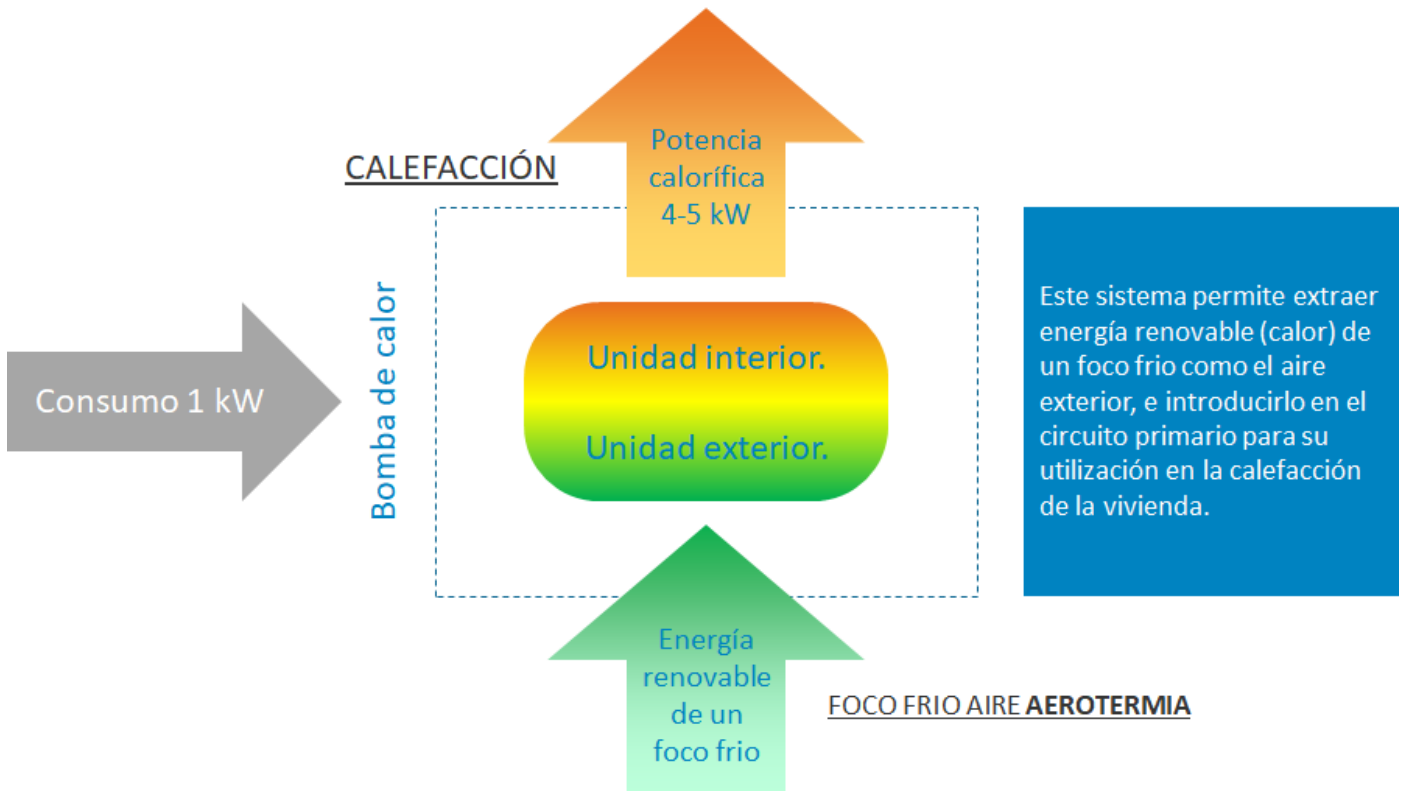 CALEFACCIÓN
Potencia
calorífica
4-5 kW
Consumo 1 kW
Bomba de calor
Unidad interior.
Unidad exterior.
Este sistema permite extraer
energía renovable (calor) de
un foco frio como el aire
exterior, e introducirlo en el
circuito primario para su
utilización en la calefacción
de la vivienda.
Energía
renovable
de un
foco frio
FOCO FRIO AIRE AEROTERMIA